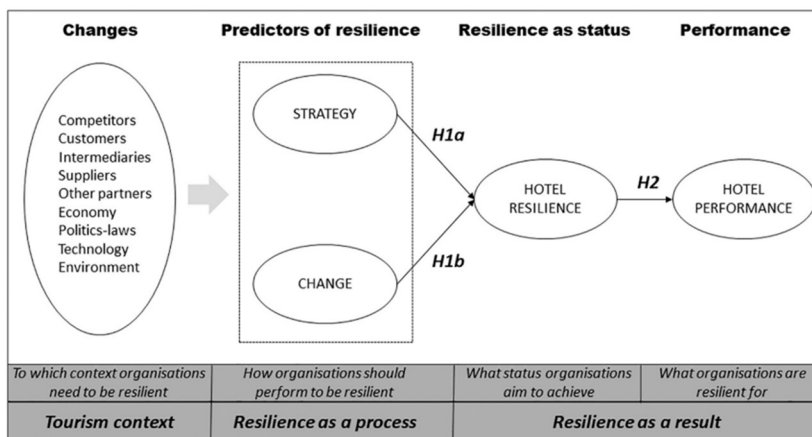 Changes
Predictors of resilience
Resilience as status
Performance
Competitors
Customers
Intermediaries
Suppliers
Other partners
Economy
Politics-laws
Technology
Environment
STRATEGY
CHANGE
H1a
H1b
HOTEL
RESILIENCE
H2
HOTEL
PERFORMANCE
To which context organisations
need to be resilient
How organisations should
perform to be resilient
What status organisations
aim to achieve
What organisations are
resilient for
Tourism context
Resilience as a process
Resilience as a result